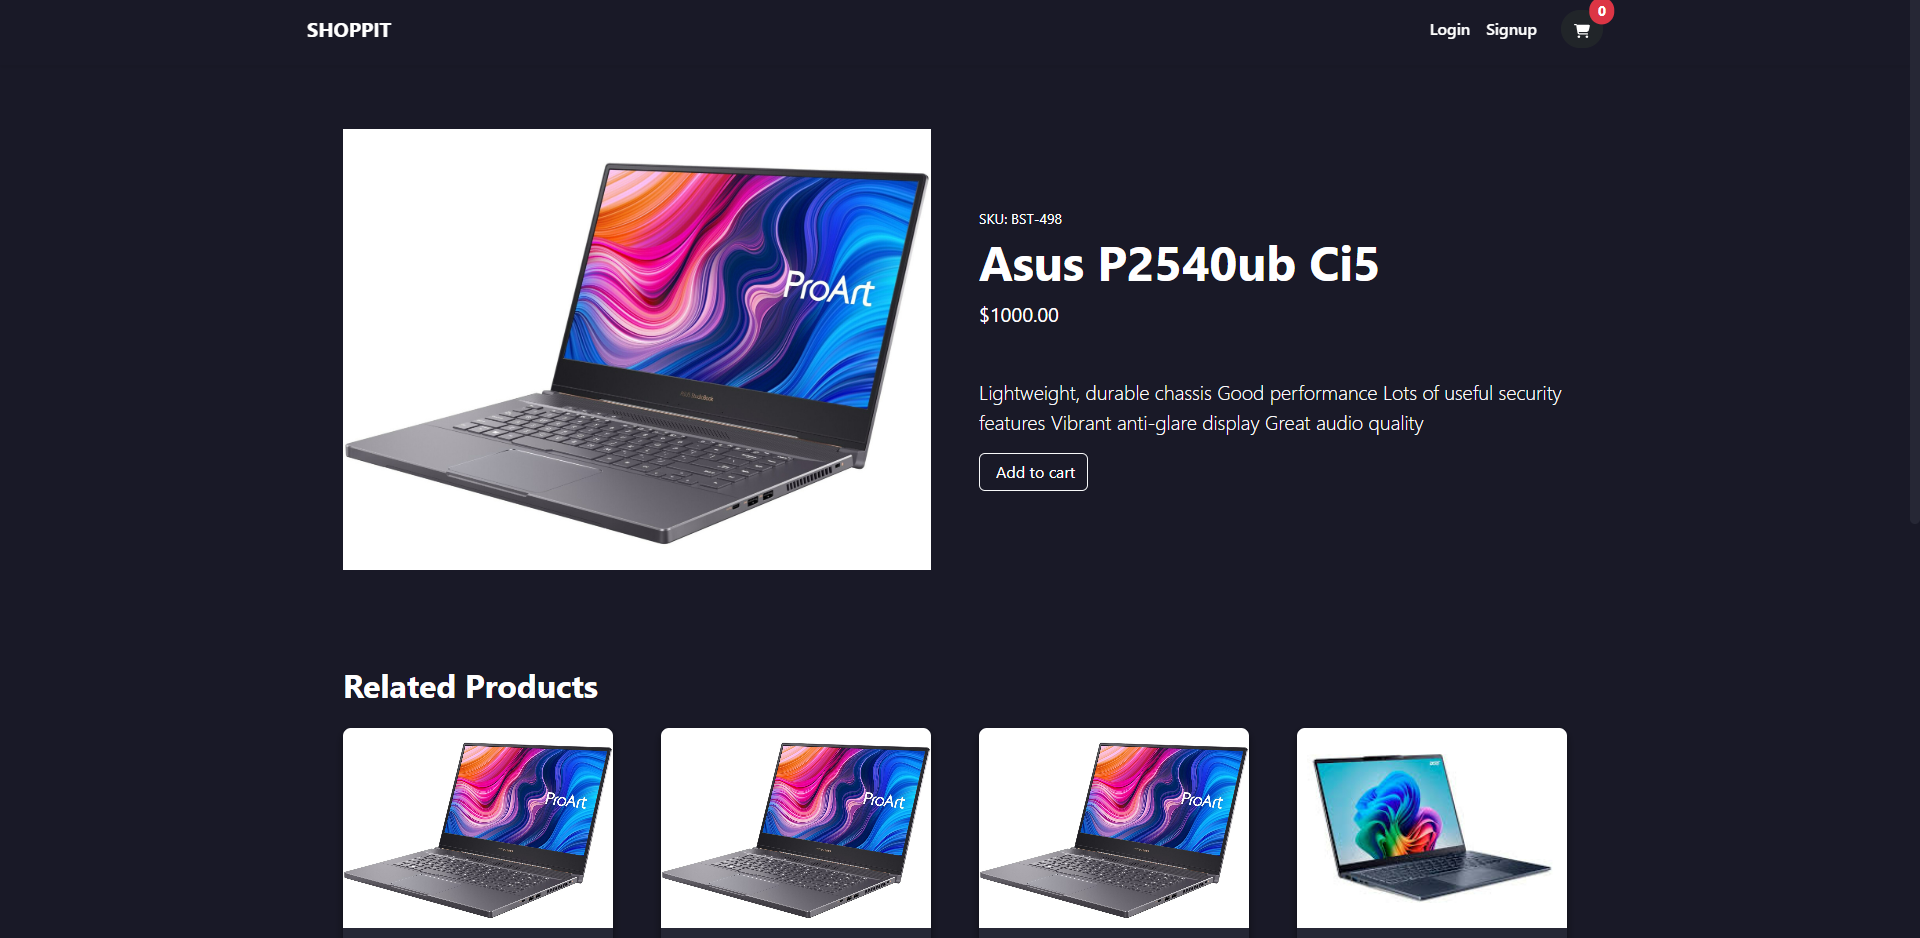 SHOPPIT
Login Signup 0
ProArt
SKU: BST-498
Asus P2540ub Ci5
$1000.00
Lightweight, durable chassis Good performance Lots of useful security
features Vibrant anti-glare display Great audio quality
Add to cart
Related Products
ProArt ProArt ProArt acer